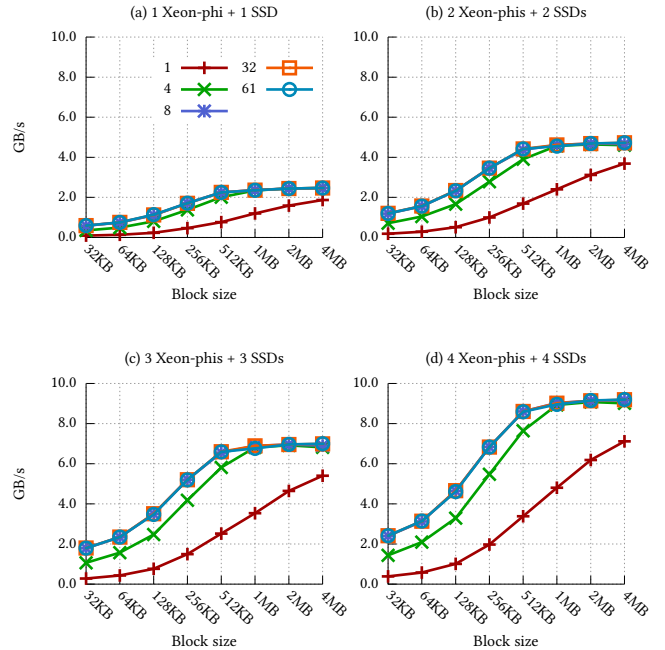 (a) 1 Xeon-phi + 1 SSD
(b) 2 Xeon-phis + 2 SSDs
10.0
8.0
6.0
4.0
2.0
0.0
GB/s
1
4
8
32
61
32KB
64KB
128KB
256KB
512KB
1MB
2MB
4MB
Block size
10.0
8.0
6.0
4.0
2.0
0.0
32KB
64KB
128KB
256KB
512KB
1MB
2MB
4MB
Block size
(c) 3 Xeon-phis + 3 SSDs
(d) 4 Xeon-phis + 4 SSDs
10.0
8.0
6.0
4.0
2.0
0.0
GB/s
32KB
64KB
128KB
256KB
512KB
1MB
2MB
4MB
Block size
10.0
8.0
6.0
4.0
2.0
0.0
32KB
64KB
128KB
256KB
512KB
1MB
2MB
4MB
Block size